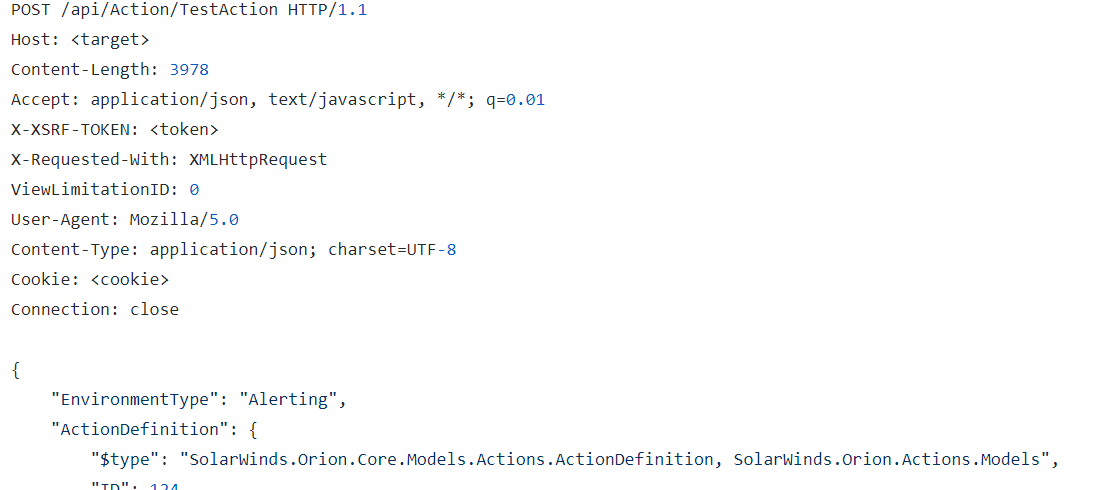 POST /api/Action/TestAction HTTP/1.1
Host: <target>
Content-Length: 3978
Accept: application/json, text/javascript, */*; q=0.01
X-XSRF-TOKEN: <token>
X-Requested-With: XMLHttpRequest
ViewLimitationID: 0
User-Agent: Mozilla/5.0
Content-Type: application/json; charset=UTF-8
Cookie: <cookie>
Connection: close
{
"EnvironmentType": "Alerting",
"ActionDefinition": {
"$type": "SolarWinds.Orion.Core.Models.Actions.ActionDefinition, SolarWinds.Orion.Actions.Models",
"ID": 124